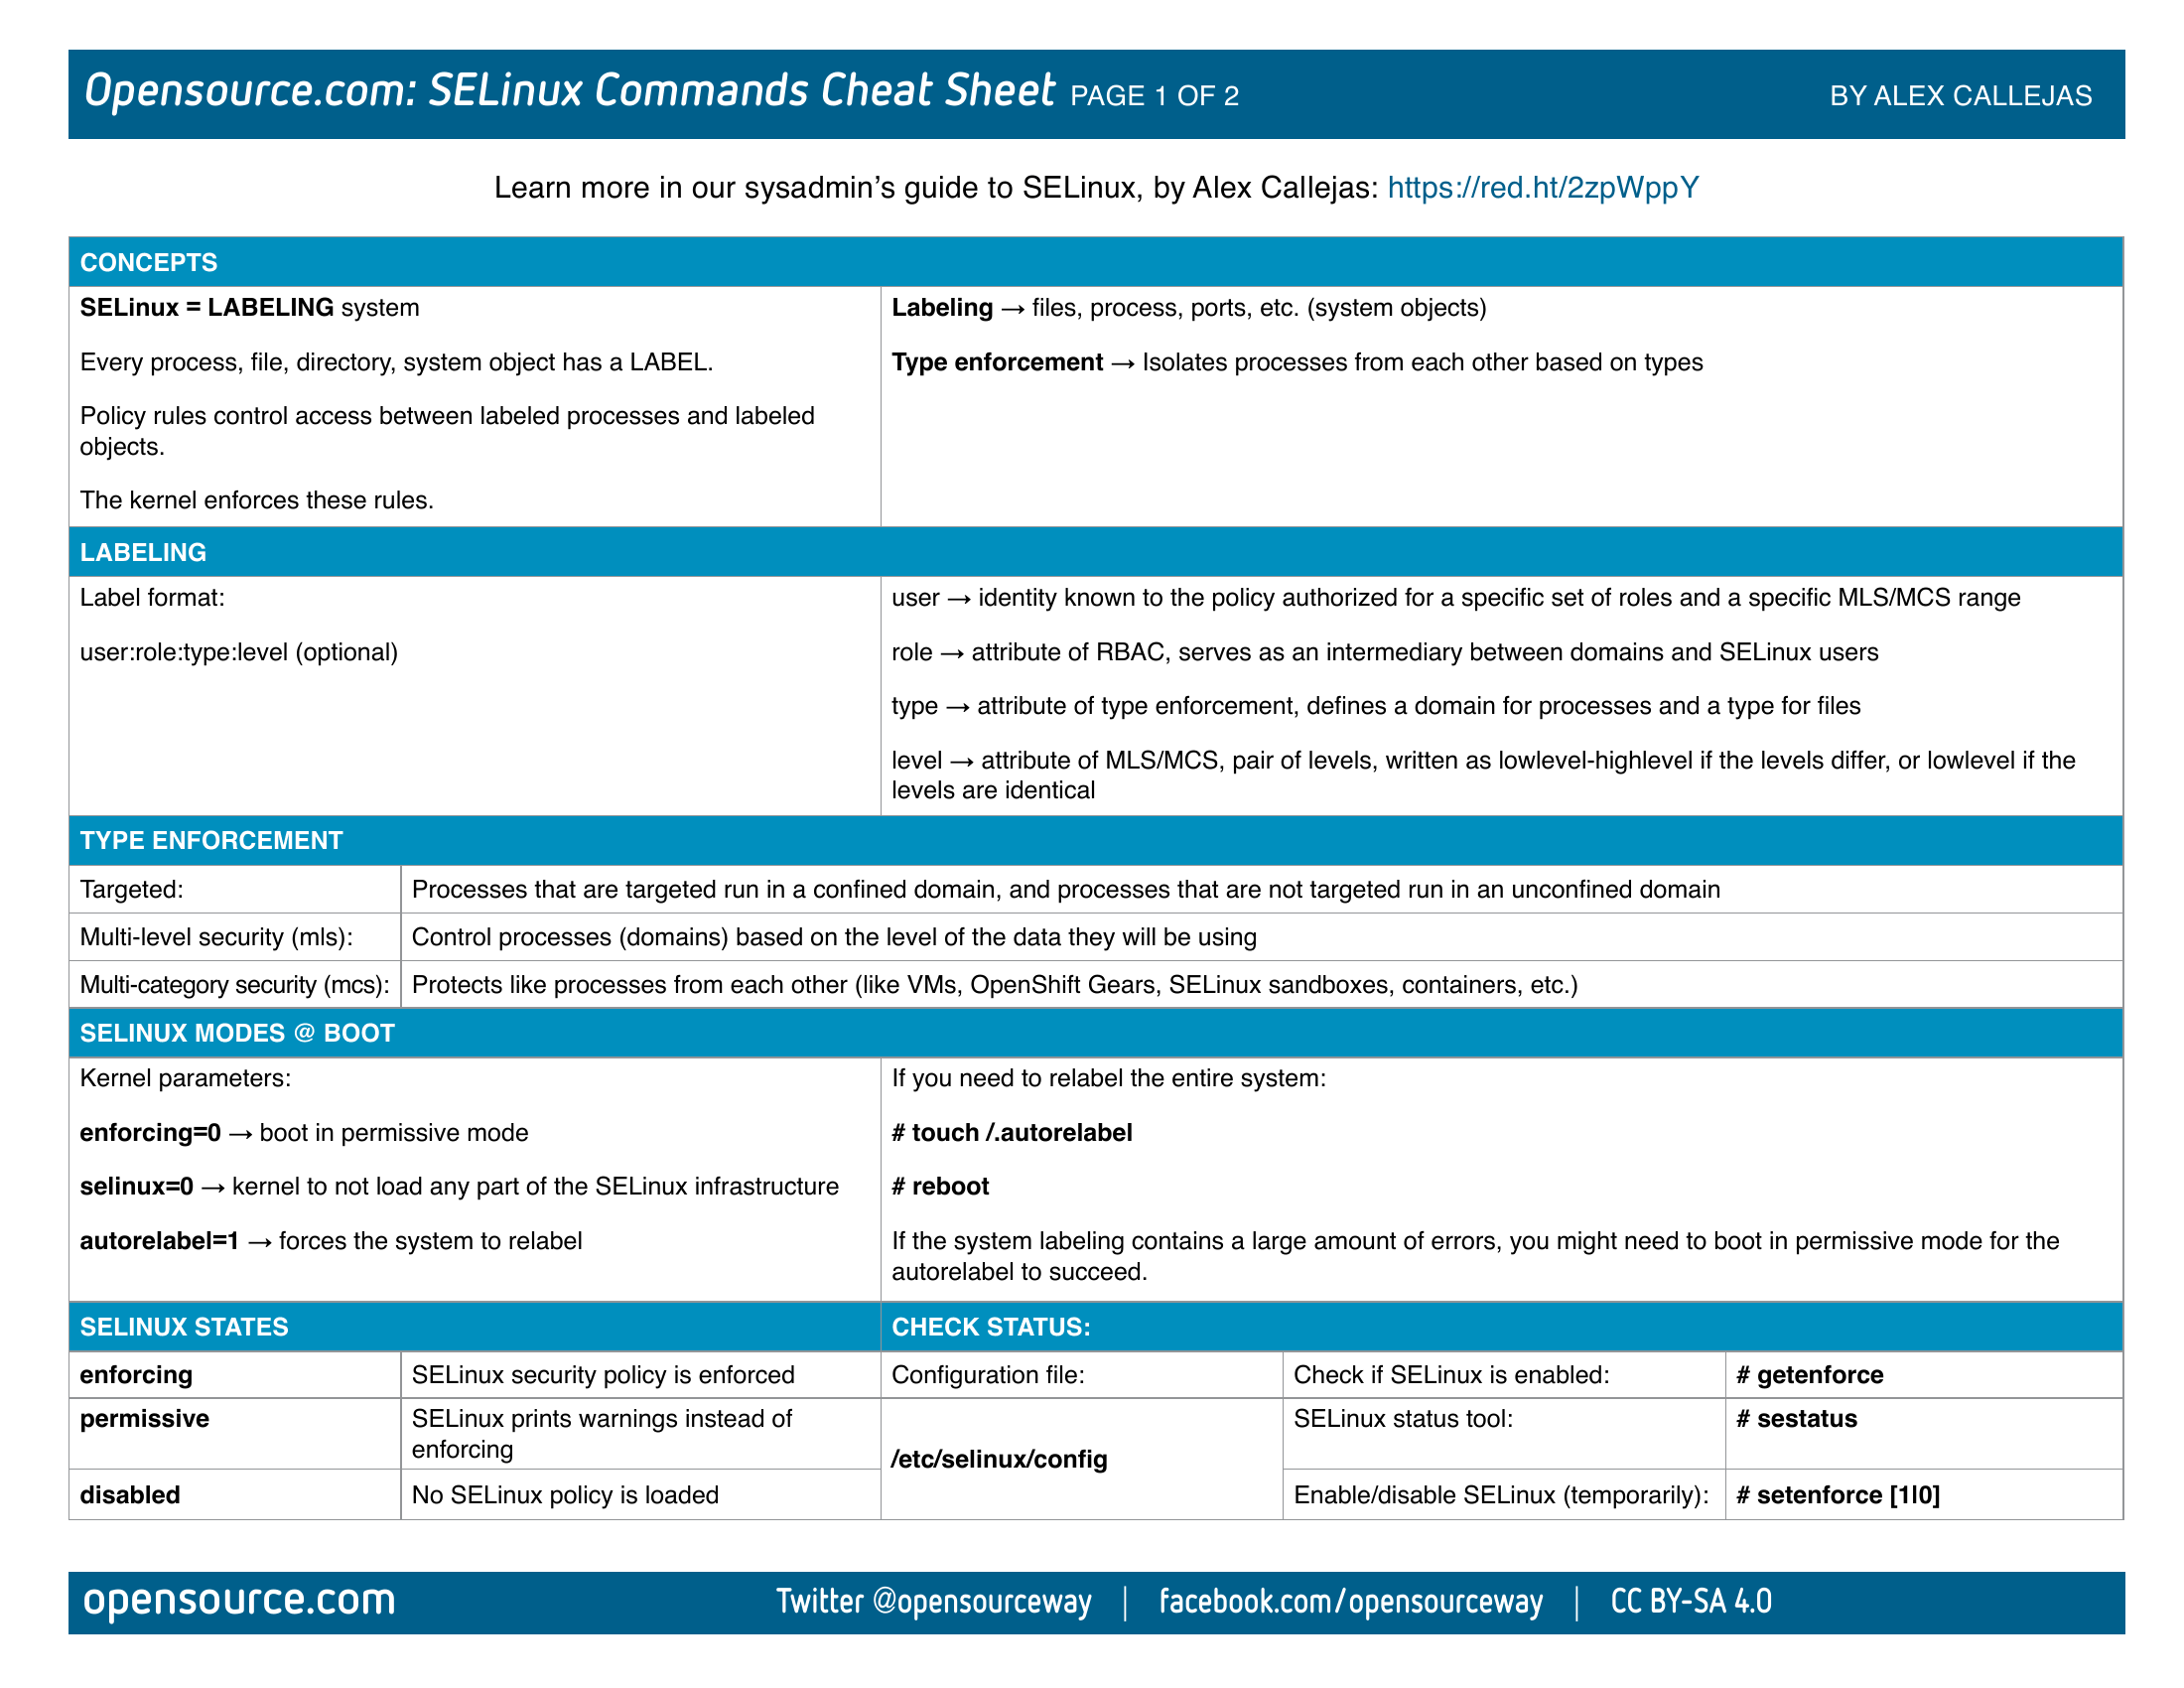 Opensource.com: SELinux Commands Cheat Sheet PAGE 1 OF 2
BY ALEX CALLEJAS
Learn more in our sysadmin’s guide to SELinux, by Alex Callejas: https://red.ht/2zpWppY
CONCEPTS
SELinux = LABELING system
Every process, file, directory, system object has a LABEL.
Policy rules control access between labeled processes and labeled
objects.
The kernel enforces these rules.
Labeling → files, process, ports, etc. (system objects)
Type enforcement → Isolates processes from each other based on types
LABELING
Label format:
user:role:type:level (optional)
user → identity known to the policy authorized for a specific set of roles and a specific MLS/MCS range
role → attribute of RBAC, serves as an intermediary between domains and SELinux users
type → attribute of type enforcement, defines a domain for processes and a type for files
level → attribute of MLS/MCS, pair of levels, written as lowlevel-highlevel if the levels differ, or lowlevel if the
levels are identical
TYPE ENFORCEMENT
Targeted:
Processes that are targeted run in a confined domain, and processes that are not targeted run in an unconfined domain
Multi-level security (mls):
Control processes (domains) based on the level of the data they will be using
Multi-category security (mcs):
Protects like processes from each other (like VMs, OpenShift Gears, SELinux sandboxes, containers, etc.)
SELINUX MODES @ BOOT
Kernel parameters:
enforcing=0 → boot in permissive mode
selinux=0 → kernel to not load any part of the SELinux infrastructure
autorelabel=1 → forces the system to relabel
If you need to relabel the entire system:
# touch /.autorelabel
# reboot
If the system labeling contains a large amount of errors, you might need to boot in permissive mode for the
autorelabel to succeed.
SELINUX STATES
enforcing
SELinux security policy is enforced
permissive
SELinux prints warnings instead of
enforcing
disabled
No SELinux policy is loaded
CHECK STATUS:
Configuration file:
/etc/selinux/config
Check if SELinux is enabled:
# getenforce
SELinux status tool:
# sestatus
Enable/disable SELinux (temporarily):
# setenforce [1|0]
opensource.com
Twitter @opensourceway | facebook.com/opensourceway | CC BY-SA 4.0